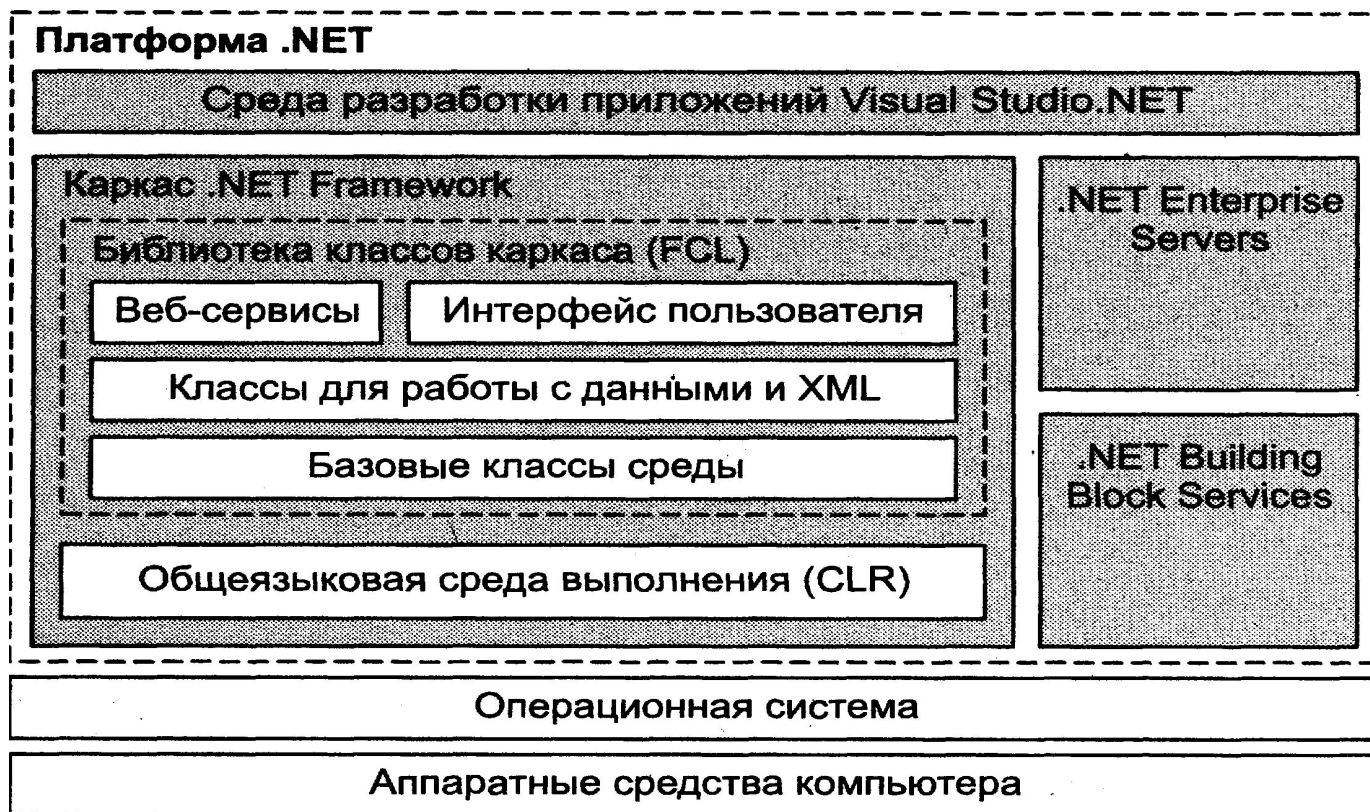 Платформа .NET
Среда разработки приложений Visual Studio.NET
Каркас .NET Framework
Библиотека классов каркаса (FCL)
Веб-сервисы
Интерфейс пользователя
Классы для работы с данными и XML
Базовые классы среды
Общеязыковая среда выполнения (CLR)
.NET Enterprise
Servers
.NET Building
Block Services
Операционная система
Аппаратные средства компьютера